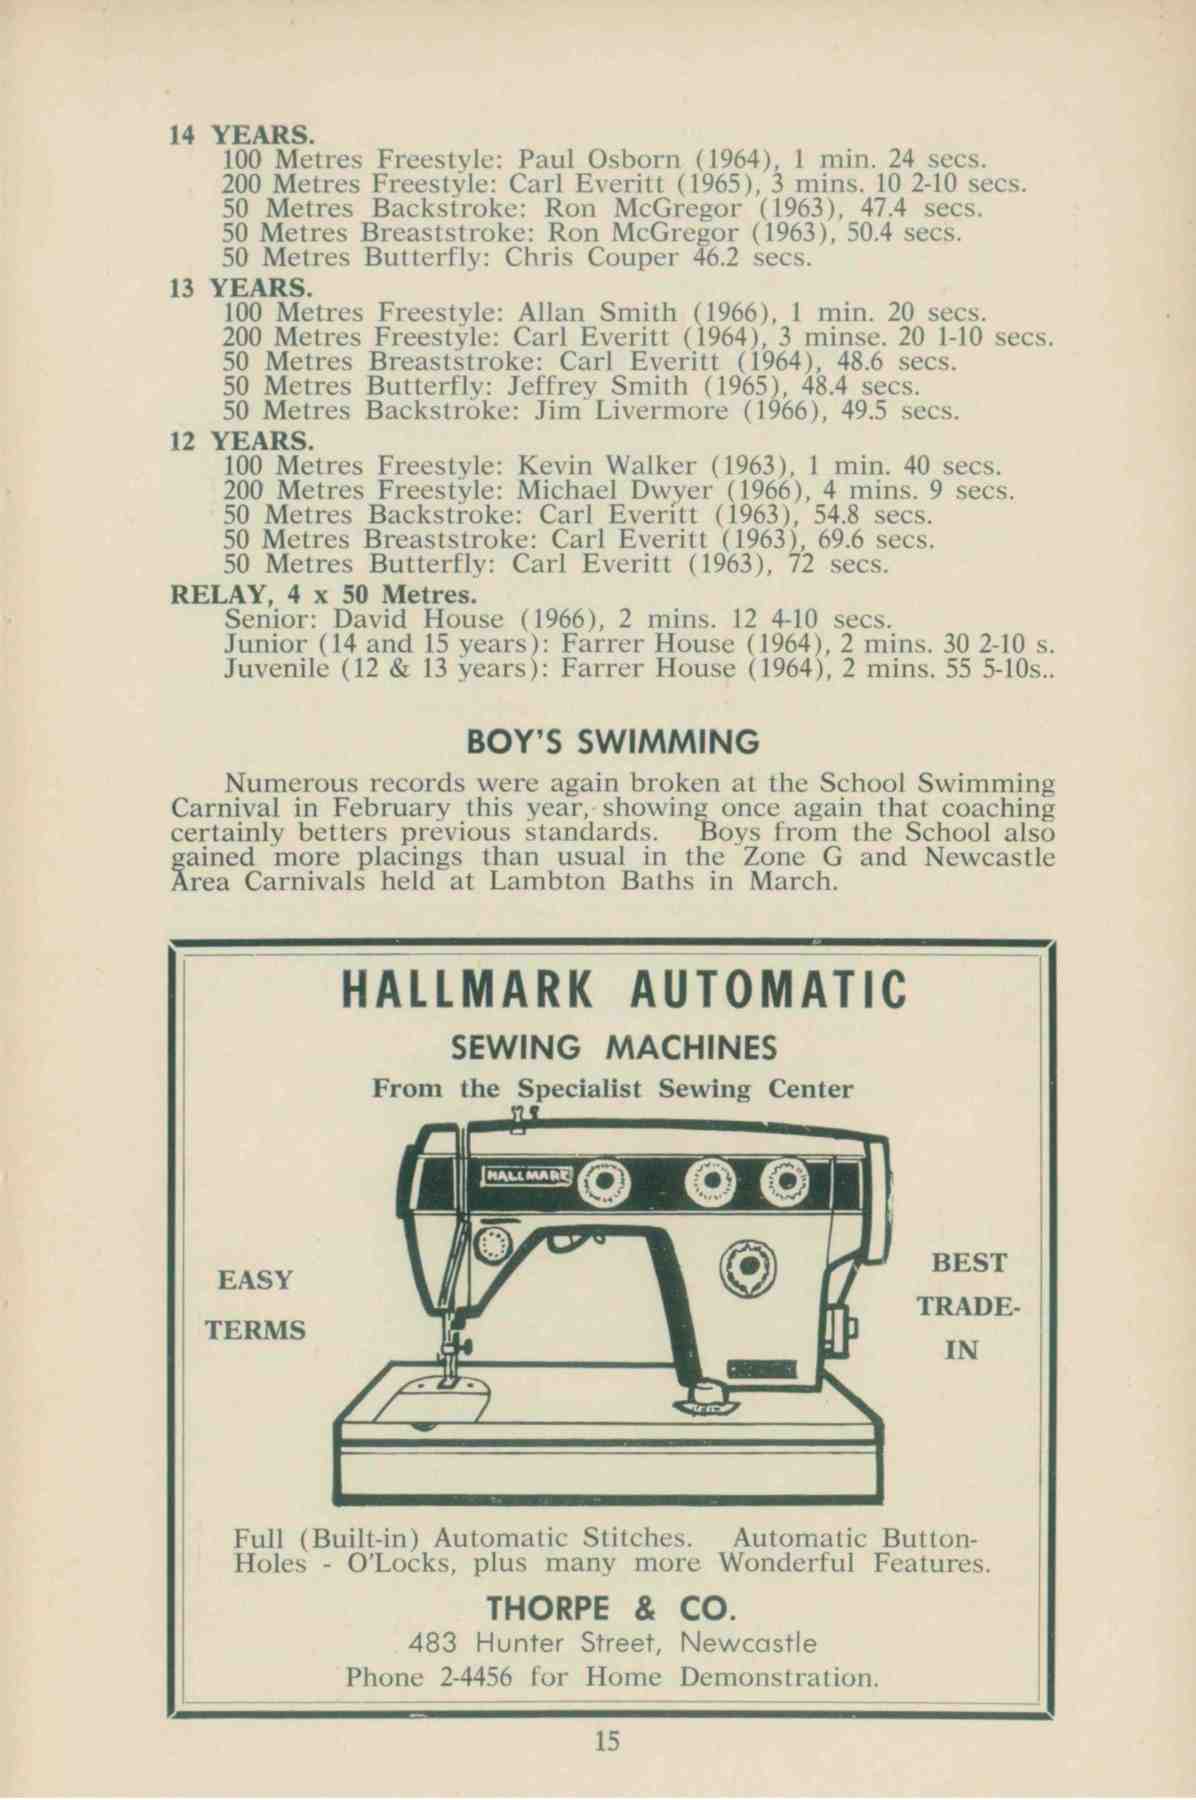 14 YEARS.
100 Metres Freestyle: Paul Osborn (1964), 1 min. 24 secs.
200 Metres Freestyle: Carl Everitt (1965), 3 mins. 10 2-10 secs.
50 Metres Backstroke: Ron McGregor (1963), 47.4 secs.
50 Metres Breaststroke: Ron McGregor (1963), 50.4 secs.
50 Metres Butterfly: Chris Couper 46.2 secs.
13 YEARS.
100 Metres Freestyle: Allan Smith (1966), 1 min. 20 secs.
200 Metres Freestyle: Carl Everitt (1964), 3 minse. 20 1-10 secs.
50 Metres Breaststroke: Carl Everitt (1964), 48.6 secs.
50 Metres Butterfly: Jeffrey Smith (1965), 48.4 secs.
50 Metres Backstroke: Jim Livermore (1966), 49.5 secs.
12 YEARS.
100 Metres Freestyle: Kevin Walker (1963), 1 min. 40 secs.
200 Metres Freestyle: Michael Dwyer (1966), 4 mins. 9 secs.
50 Metres Backstroke: Carl Everitt (1963), 54.8 secs.
50 Metres Breaststroke: Carl Everitt (1963), 69.6 secs.
50 Metres Butterfly: Carl Everitt (1963), 72 secs.
RELAY, 4 x 50 Metres.
Senior: David House (1966), 2 mins. 12 4-10 secs.
Junior (14 and 15 years): Farrer House (1964), 2 mins. 30 2-10 s.
Juvenile (12 & 13 years): Farrer House (1964), 2 mins. 55 5-10s..
BOY'S SWIMMING
Numerous records were again broken at the School Swimming
Carnival in February this year, showing once again that coaching
certainly betters previous standards. Boys from the School also
gained more placings than usual in the Zone G and Newcastle
Area Carnivals held at Lambton Baths in March.
HALLMARK AUTOMATIC
SEWING MACHINES
From the Specialist Sewing Center
HALLMARK
EASY
TERMS
BEST
TRADE-
IN
Full (Built-in) Automatic Stitches. Automatic Button-
Holes - O'Locks, plus many more Wonderful Features.
THORPE & CO.
483 Hunter Street, Newcastle
Phone 2-4456 for Home Demonstration.
15